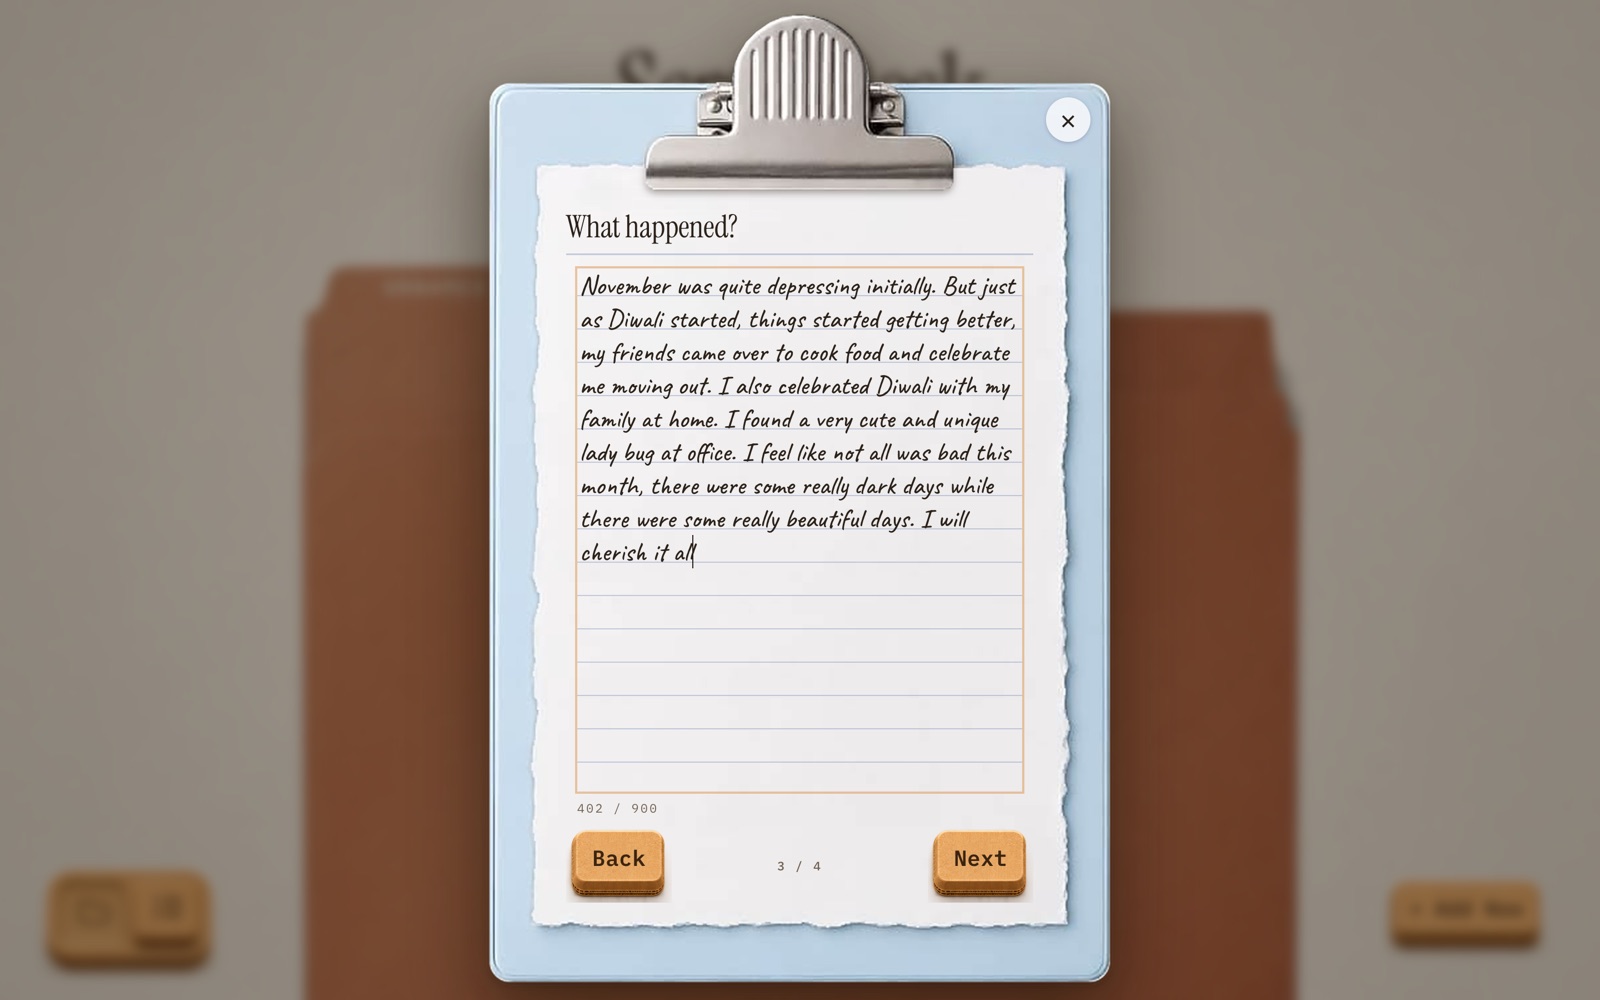 What happened?
November was quite depressing initially. But just
as Diwali started, things started getting better,
my friends came over to cook food and celebrate
me moving out. I also celebrated Diwali with my
family at home. I found a very cute and unique
lady bug at office. I feel like not all was bad this
month, there were some really dark days while
there were some really beautiful days. I will
cherish it all
402 / 900
Back
3 / 4
Next